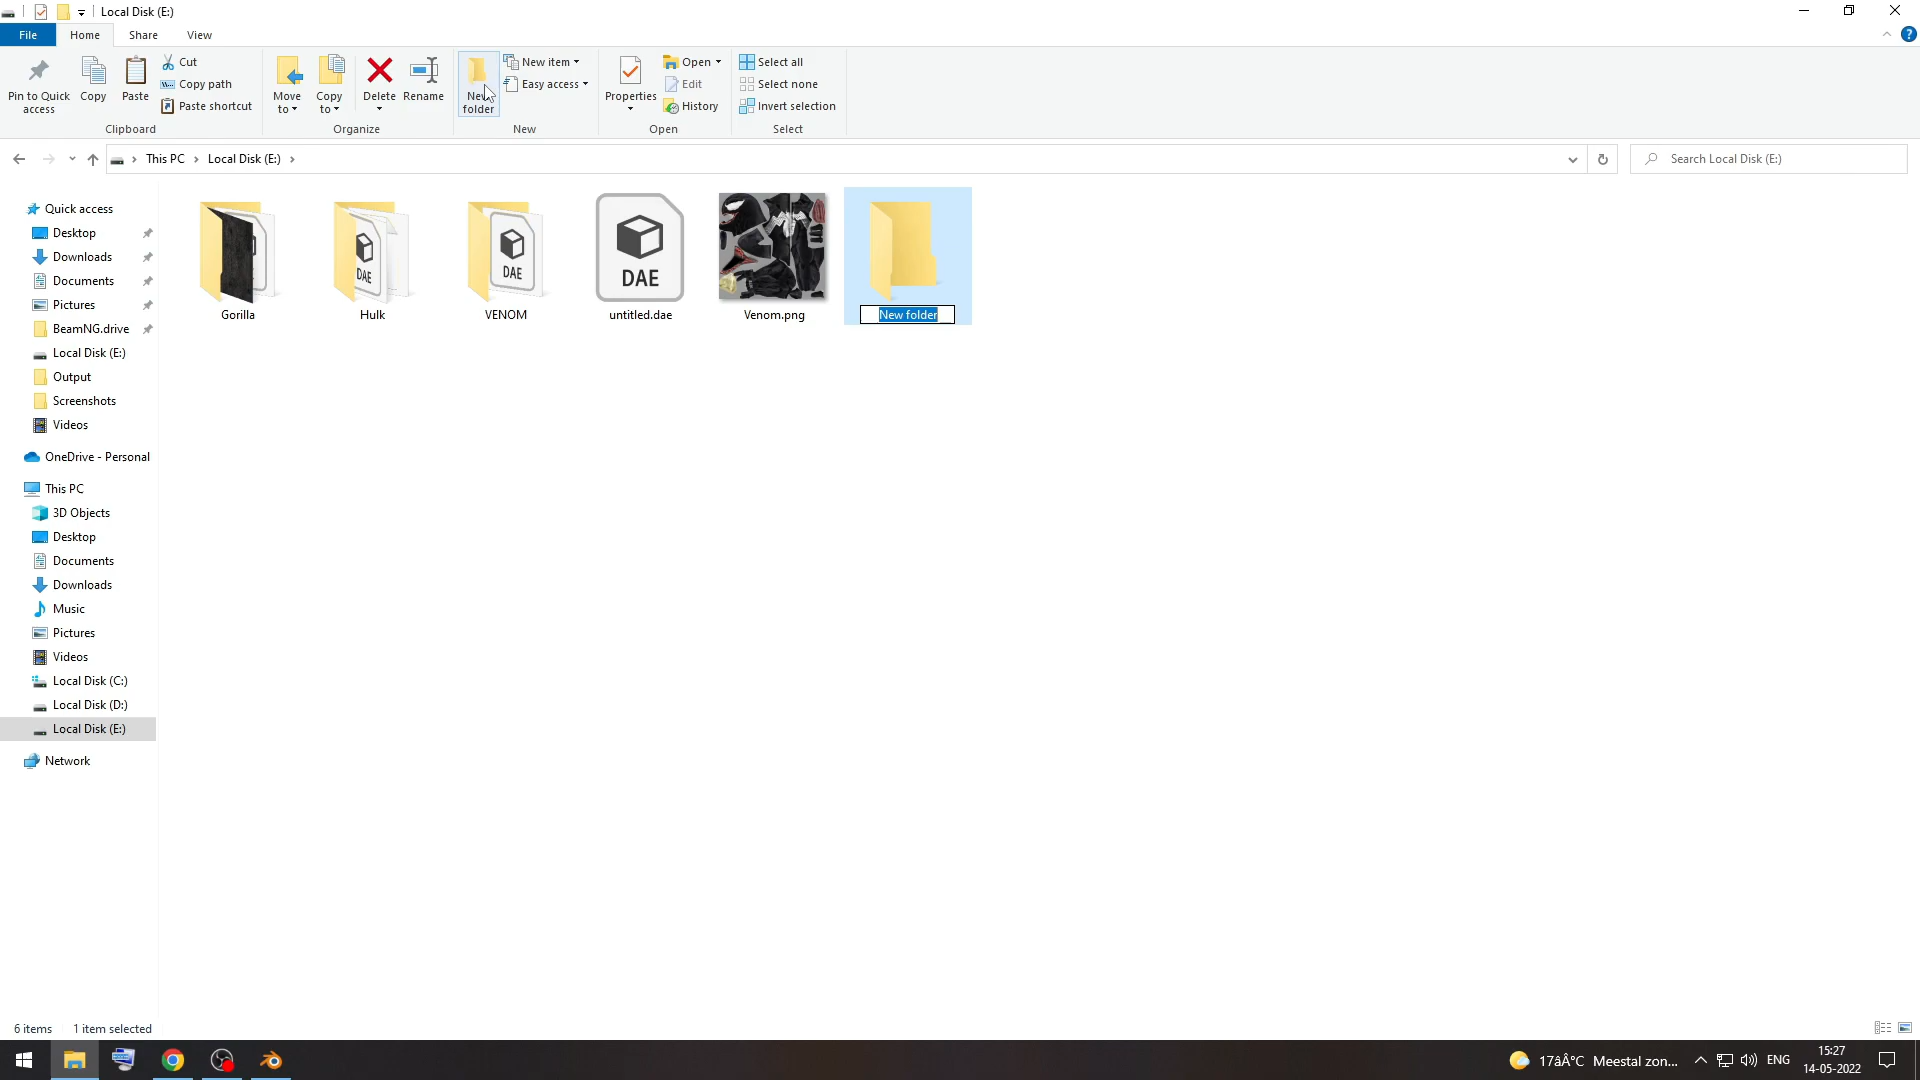 Local Disk (E:)
File
Home
Share
View
Pin to Quick
access
Copy
Paste
Cut
Copy path
Paste shortcut
Clipboard
Move
to
Copy
to
Delete
Rename
Organize
New
folder
New item
Easy access
New
Properties
Open
Edit
History
Open
Select all
Select none
Invert selection
Select
This PC
Local Disk (E:)
Search Local Disk (E:)
Quick access
Desktop
Downloads
Documents
Pictures
BeamNG.drive
Local Disk (E:)
Output
Screenshots
Videos
OneDrive - Personal
This PC
3D Objects
Desktop
Documents
Downloads
Music
Pictures
Videos
Local Disk (C:)
Local Disk (D:)
Local Disk (E:)
Network
Gorilla
DAE
Hulk
DAE
VENOM
DAE
untitled.dae
Venom.png
New folder
6 items
1 item selected
17âÂ°C Meestal zon...
ENG
15:27
14-05-2022